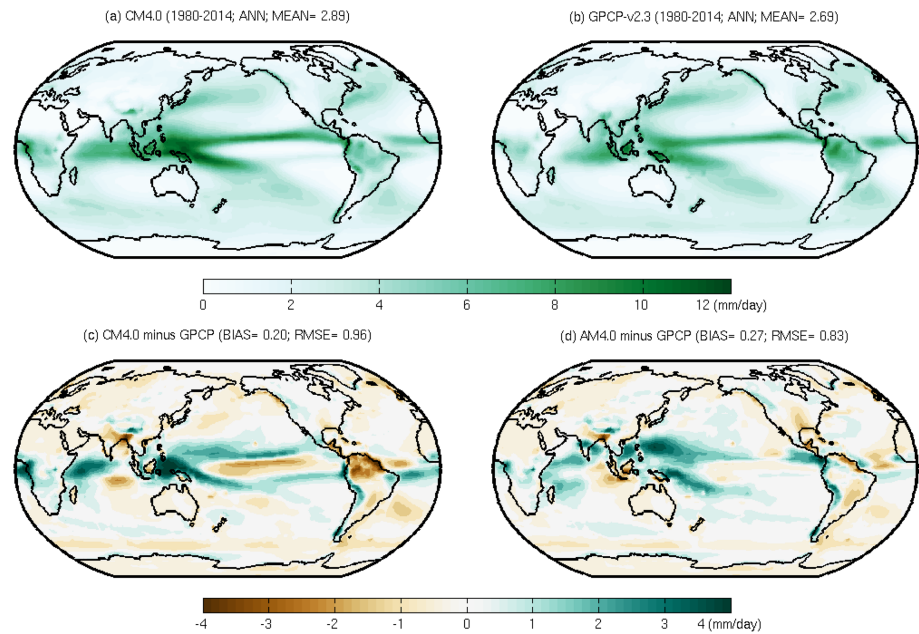 (a) CM4.0 (1980-2014; ANN; MEAN= 2.89)
(b) GPCP-v2.3 (1980-2014; ANN; MEAN= 2.69)
0 2 4 6 8 10 12 (mm/day)
(c) CM4.0 minus GPCP (BIAS= 0.20; RMSE= 0.96)
(d) AM4.0 minus GPCP (BIAS= 0.27; RMSE= 0.83)
-4 -3 -2 -1 0 1 2 3 4 (mm/day)